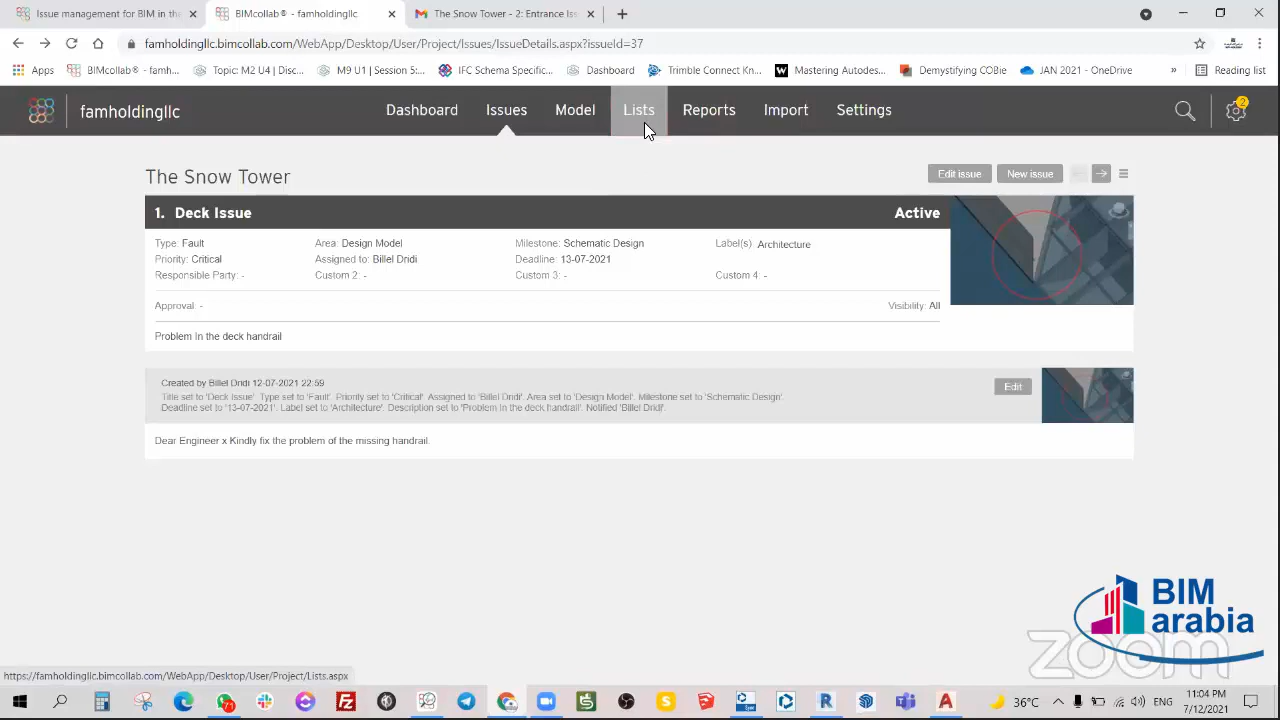 Issue management for BIM in the
BIMcollab® - famholdingllc
The Snow Tower - 2: Entrance Iss
famholdingllc.bimcollab.com/WebApp/Desktop/User/Project/Issues/IssueDetails.aspx?issueId=37
Apps
BIMcollab® - famh...
Topic: M2 U4 | Disc...
M9 U1 | Session 5:...
IFC Schema Specific...
Dashboard
Trimble Connect Kn...
Mastering Autodes...
Demystifying COBie
JAN 2021 - OneDrive
»
Reading list
famholdingllc
Dashboard
Issues
Model
Lists
Reports
Import
Settings
2
The Snow Tower
Edit issue
New issue
1. Deck Issue
Active
Type: Fault
Area: Design Model
Milestone: Schematic Design
Label(s) Architecture
Priority: Critical
Assigned to: Billel Dridi
Deadline: 13-07-2021
Responsible Party: -
Custom 2: -
Custom 3: -
Custom 4: -
Approval: -
Visibility: All
Problem In the deck handrail
Created by Billel Dridi 12-07-2021 22:59
Title set to 'Deck Issue'. Type set to 'Fault'. Priority set to 'Critical'. Assigned to 'Billel Dridi'. Area set to 'Design Model'. Milestone set to 'Schematic Design'.
Deadline set to '13-07-2021'. Label set to 'Architecture'. Description set to 'Problem In the deck handrail'. Notified 'Billel Dridi'.
Edit
Dear Engineer x Kindly fix the problem of the missing handrail.
BIM
arabia
zoom
https://famholdingllc.bimcollab.com/WebApp/Desktop/User/Project/Lists.aspx
36°C
ENG
11:04 PM
7/12/2021